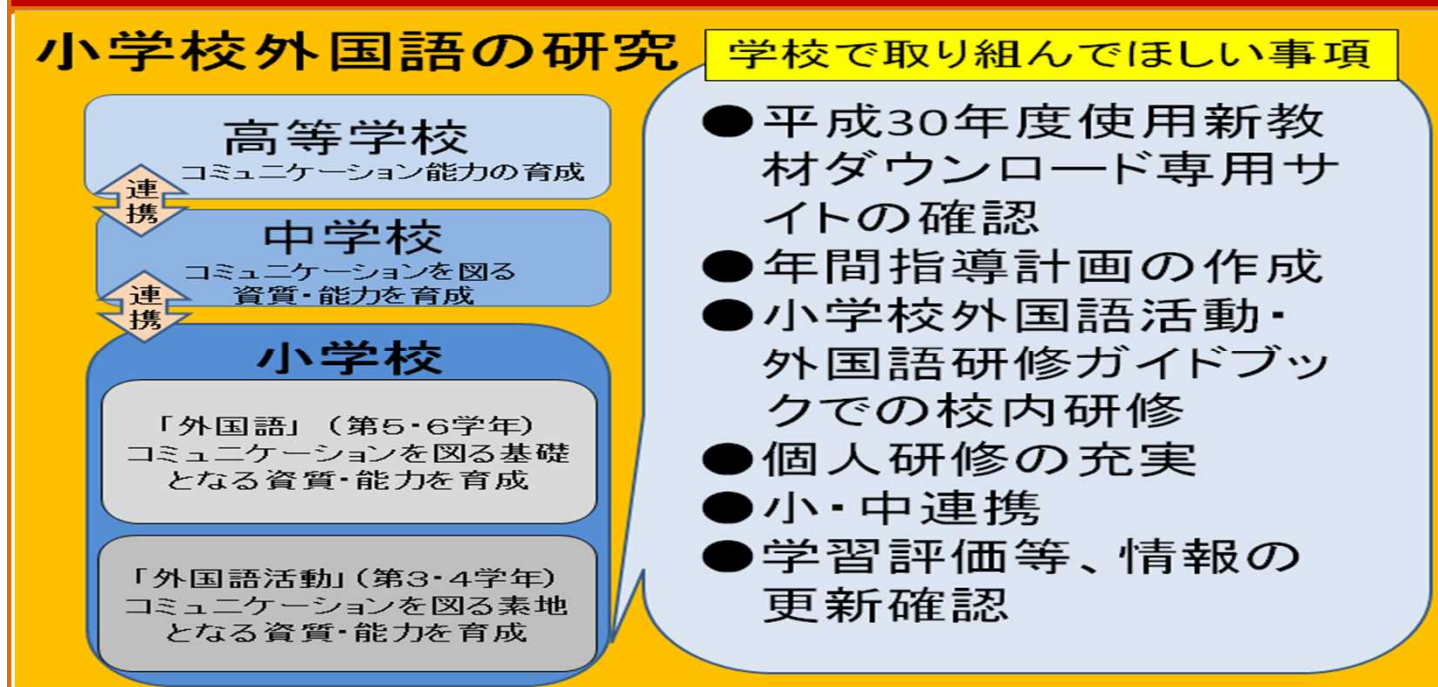 小学校外国語の研究
高等学校
コミュニケーション能力の育成
連
携
中学校
コミュニケーションを図る
資質・能力を育成
連
携
小学校
「外国語」（第5・6学年）
コミュニケーションを図る基礎
となる資質・能力を育成
「外国語活動」（第3・4学年）
コミュニケーションを図る素地
となる資質・能力を育成
学校で取り組んでほしい事項
●平成30年度使用新教
材ダウンロード専用サ
イトの確認
●年間指導計画の作成
●小学校外国語活動・
外国語研修ガイドブッ
クでの校内研修
●個人研修の充実
●小・中連携
●学習評価等、情報の
更新確認